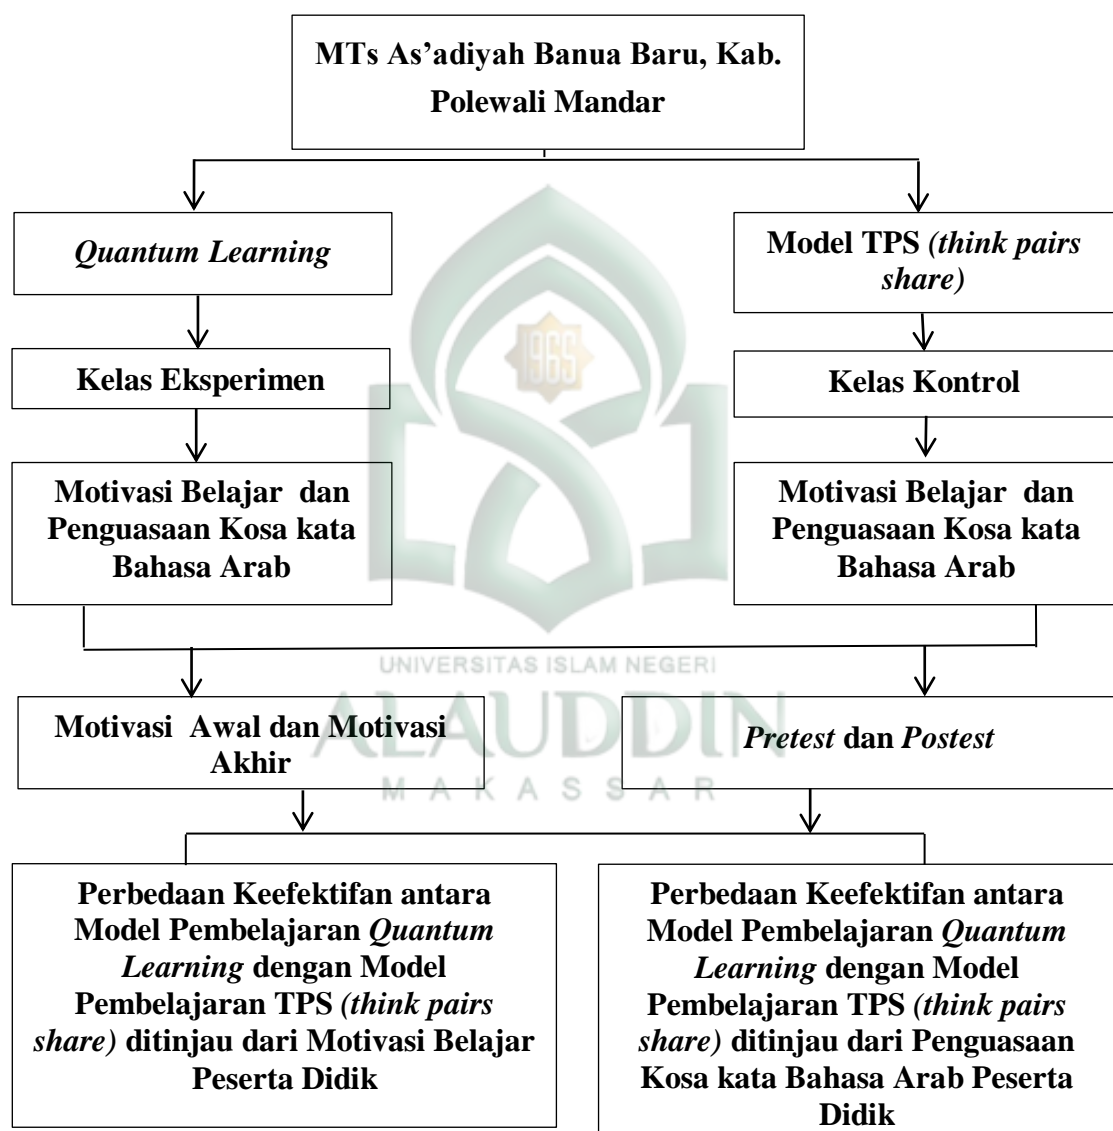 MTs As’adiyah Banua Baru, Kab.
Polewali Mandar
Quantum Learning
Model TPS (think pairs
share)
1965
Kelas Eksperimen
Kelas Kontrol
Motivasi Belajar dan
Penguasaan Kosa kata
Bahasa Arab
Motivasi Belajar dan
Penguasaan Kosa kata
Bahasa Arab
UNIVERSITAS ISLAM NEGERI
ALAUDDIN
MAKASSAR
Motivasi Awal dan Motivasi
Akhir
Pretest dan Postest
Perbedaan Keefektifan antara
Model Pembelajaran Quantum
Learning dengan Model
Pembelajaran TPS (think pairs
share) ditinjau dari Motivasi Belajar
Peserta Didik
Perbedaan Keefektifan antara
Model Pembelajaran Quantum
Learning dengan Model
Pembelajaran TPS (think pairs
share) ditinjau dari Penguasaan
Kosa kata Bahasa Arab Peserta
Didik